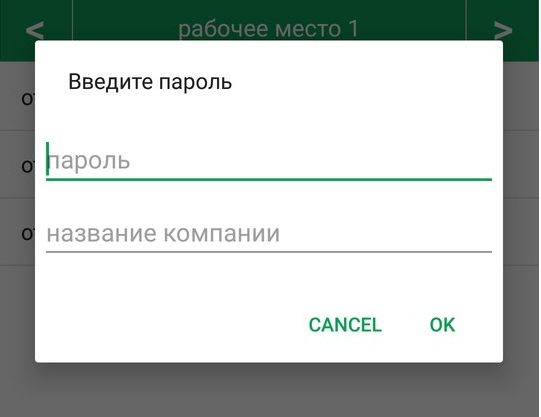 < рабочее место 1 >
Введите пароль
пароль
название компании
CANCEL OK